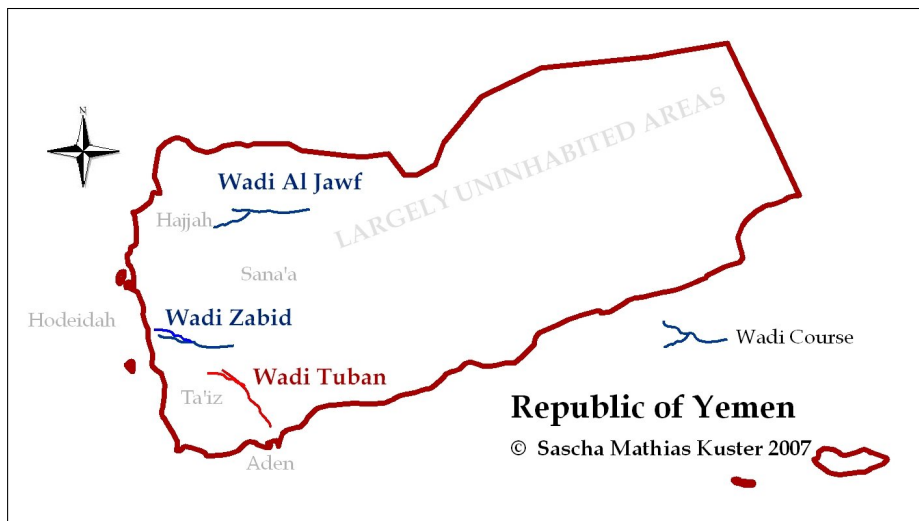 N
LARGELY UNINHABITED AREAS
Wadi Al Jawf
Hajjah
Sana'a
Hodeidah
Wadi Zabid
Wadi Course
Wadi Tuban
Ta'iz
Republic of Yemen
© Sascha Mathias Kuster 2007
Aden